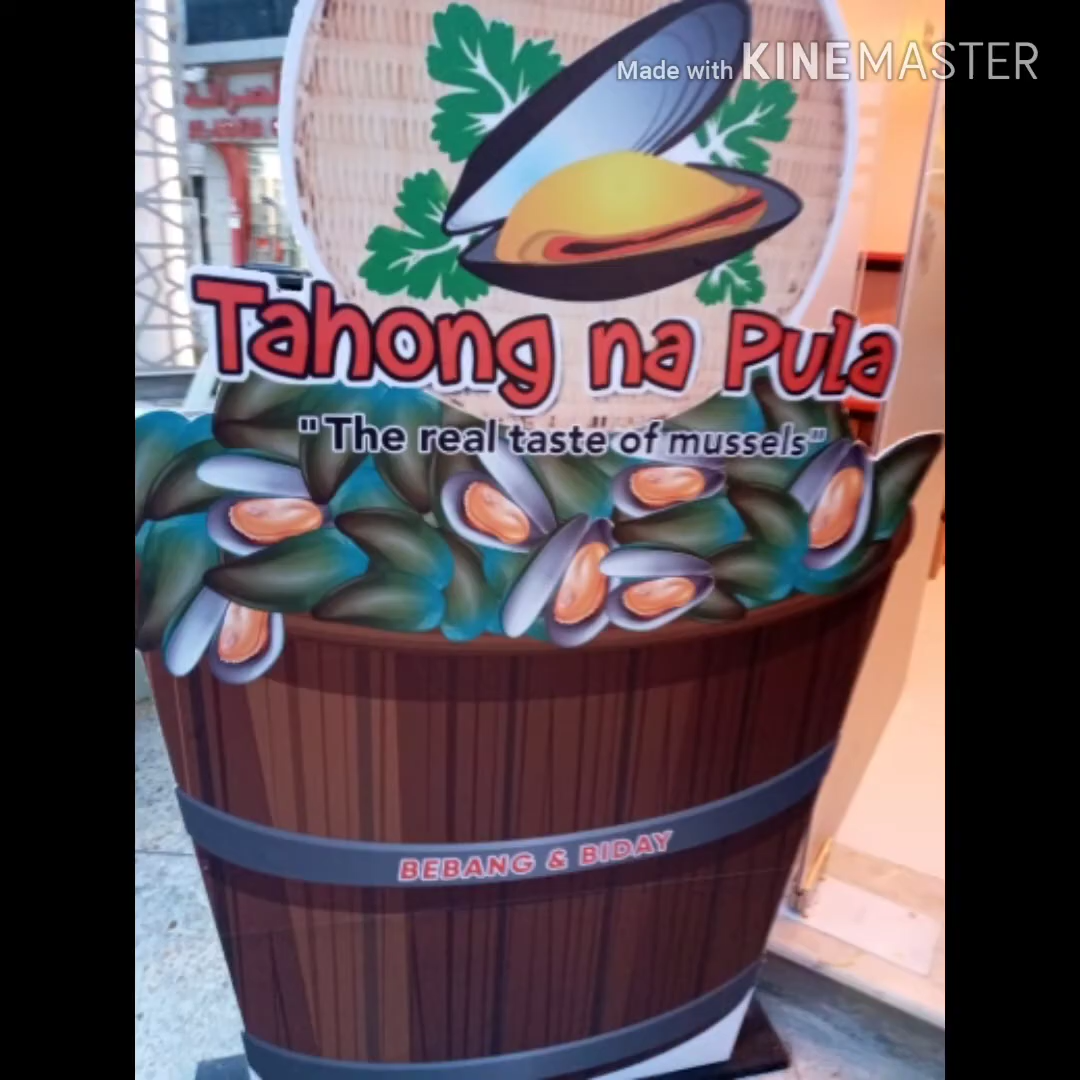 Made with KINEMASTER
Tahong na Pula
"The real taste of mussels"
BEBANG & BIDAY